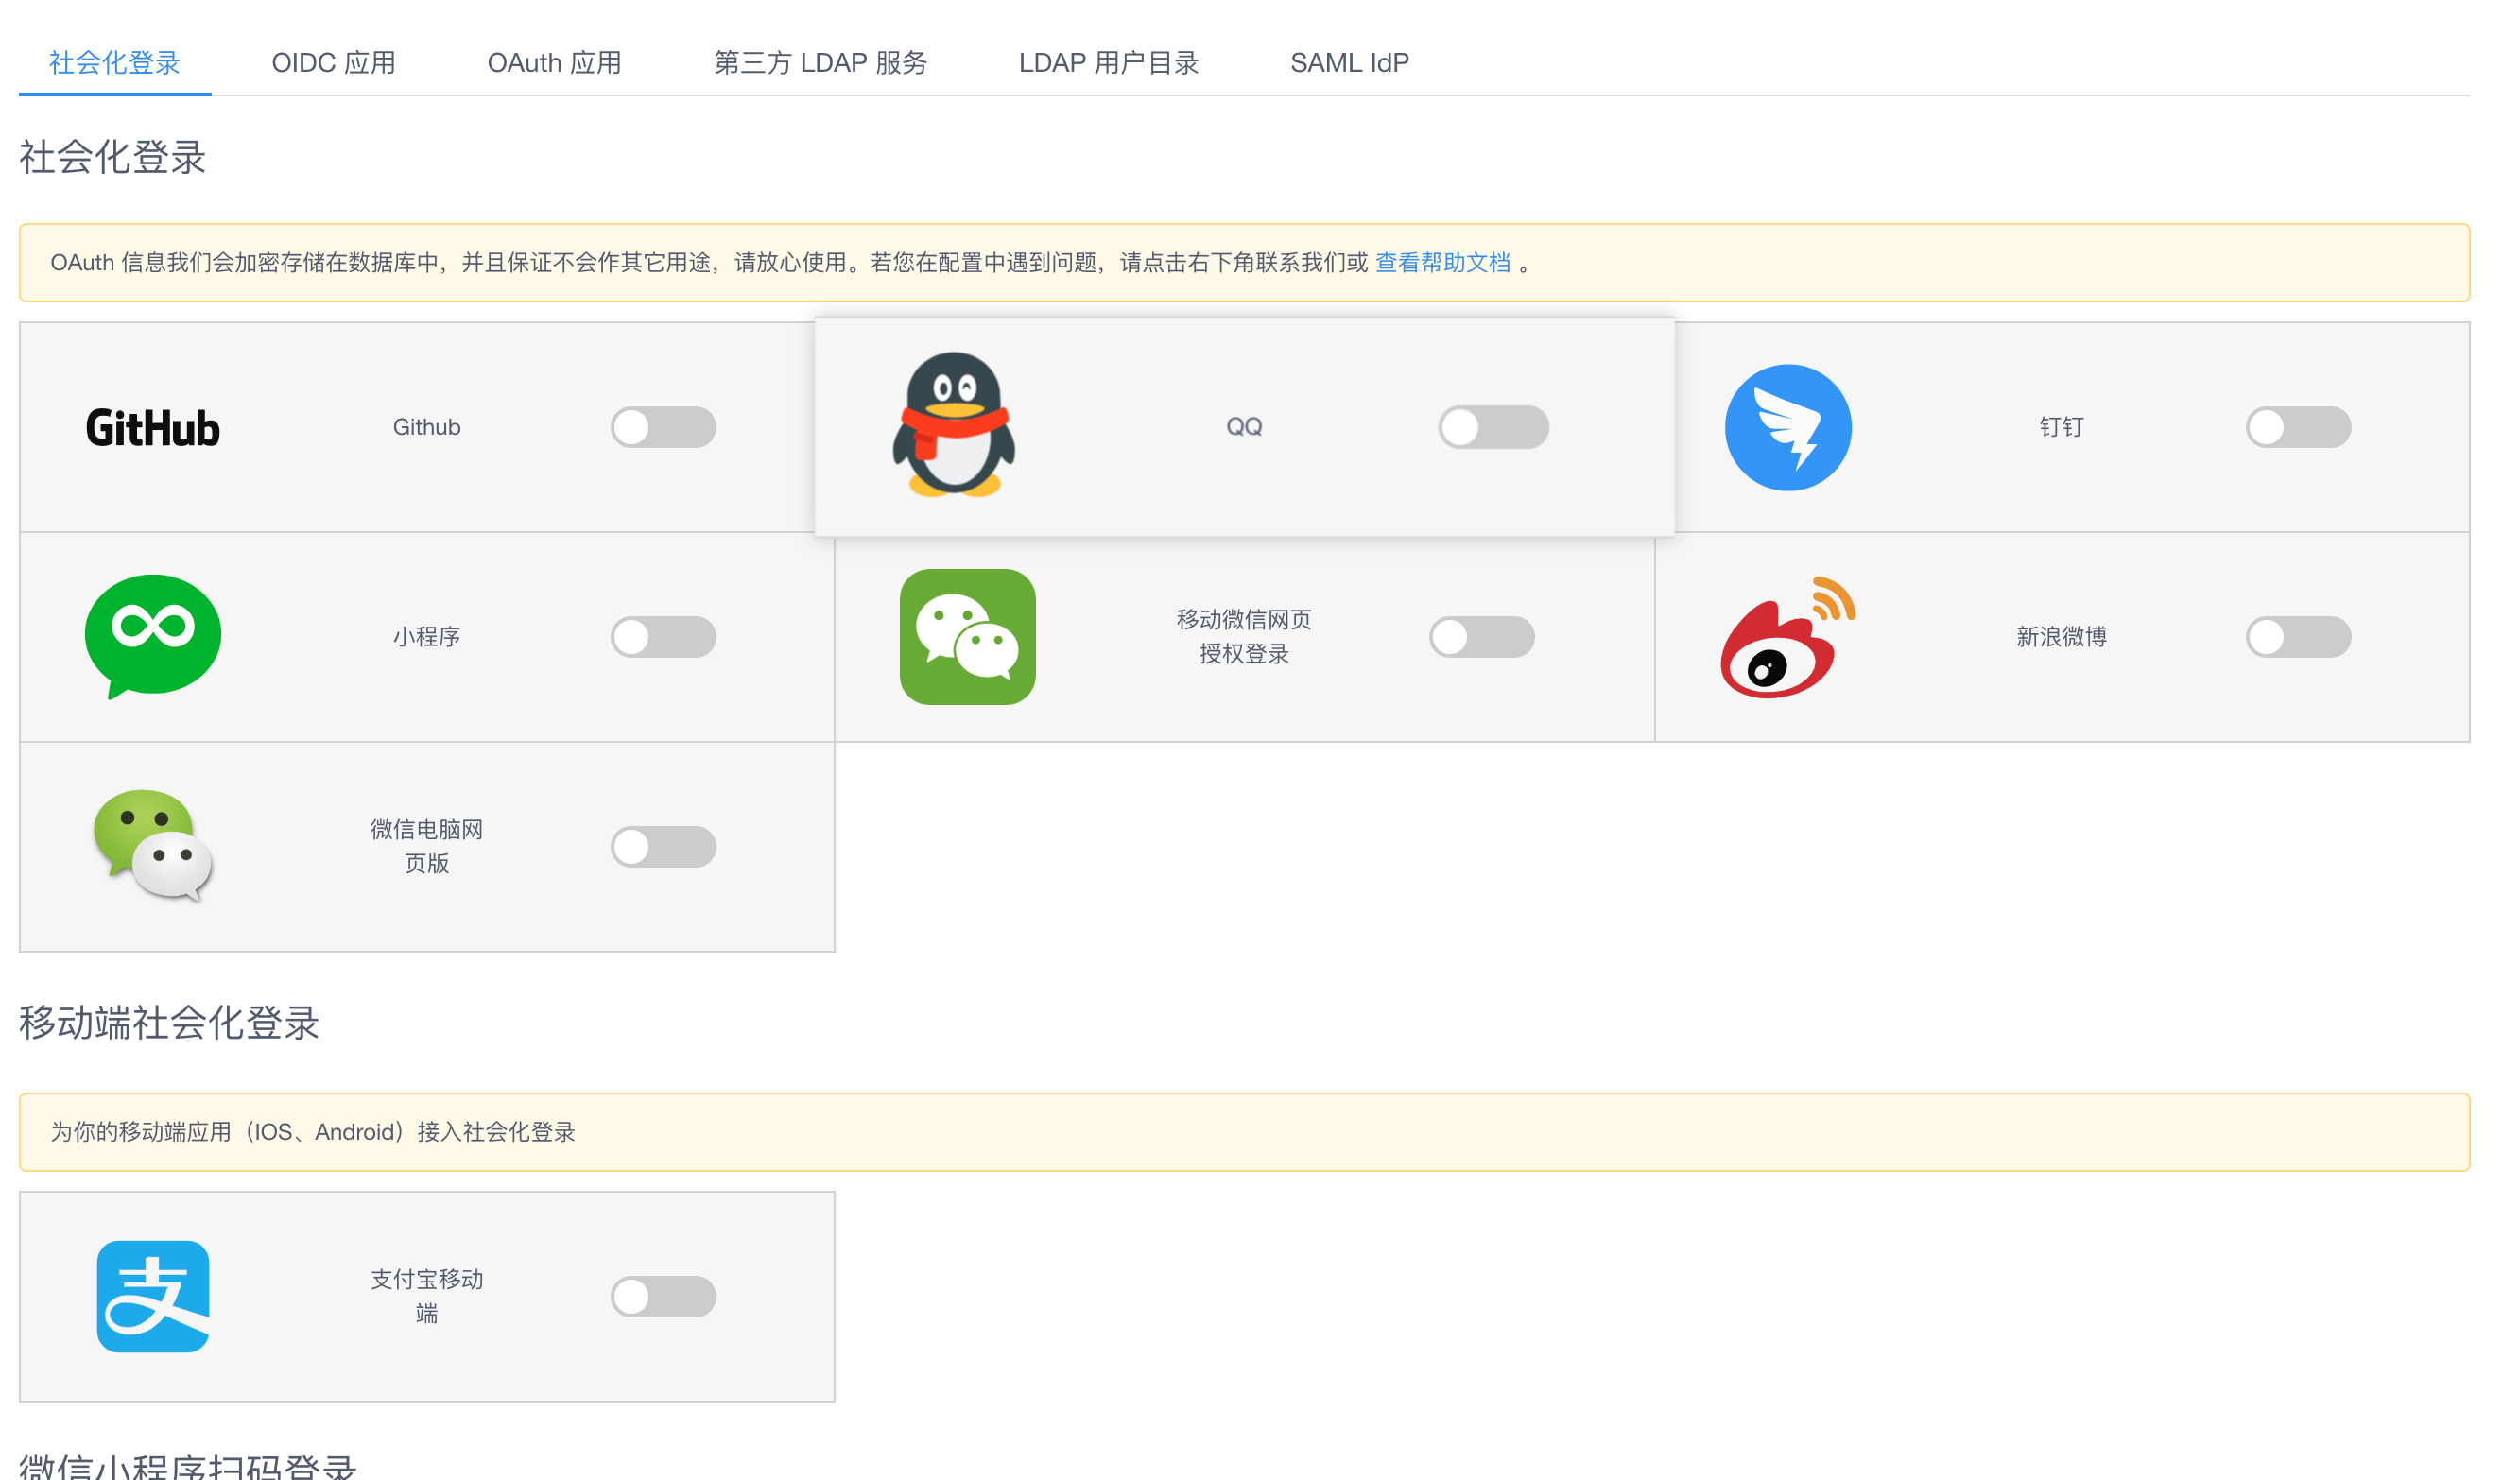 社会化登录
OIDC 应用
OAuth 应用
第三方 LDAP 服务
LDAP 用户目录
SAML IdP
社会化登录
OAuth 信息我们会加密存储在数据库中，并且保证不会作其它用途，请放心使用。若您在配置中遇到问题，请点击右下角联系我们或 查看帮助文档 。
GitHub
Github
QQ
钉钉
小程序
移动微信网页
授权登录
新浪微博
微信电脑网
页版
移动端社会化登录
为你的移动端应用（IOS、Android）接入社会化登录
支
支付宝移动
端
微信小程序扫码登录